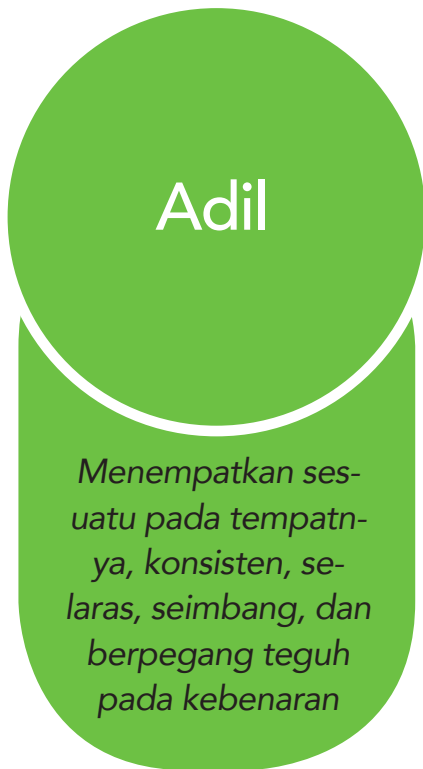 Adil
Menempatkan ses-
uatu pada tempatn-
ya, konsisten, se-
laras, seimbang, dan
berpegang teguh
pada kebenaran